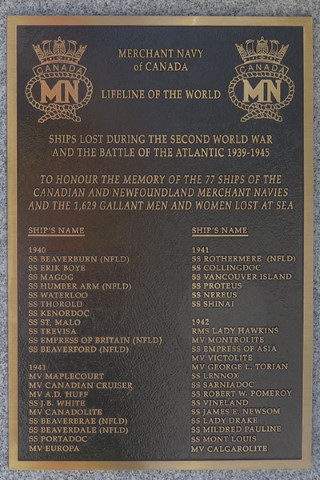 CANADA
MN
CANADA
MN
MERCHANT NAVY
of CANADA
LIFELINE OF THE WORLD
SHIPS LOST DURING THE SECOND WORLD WAR
AND THE BATTLE OF THE ATLANTIC 1939-1945
TO HONOUR THE MEMORY OF THE 77 SHIPS OF THE
CANADIAN AND NEWFOUNDLAND MERCHANT NAVIES
AND THE 1,629 GALLANT MEN AND WOMEN LOST AT SEA
SHIP'S NAME
1940
SS BEAVERBURN (NFLD)
SS ERIK BOYE
SS MAGOG
SS HUMBER ARM (NFLD)
SS WATERLOO
SS THOROLD
SS KENORDOC
SS ST. MALO
SS TREVISA
SS EMPRESS OF BRITAIN (NFLD)
SS BEAVERFORD (NFLD)
1941
MV MAPLECOURT
MV CANADIAN CRUISER
MV A.D. HUFF
SS J.B. WHITE
MV CANADOLITE
SS BEAVERBRAE (NFLD)
SS BEAVERDALE (NFLD)
SS PORTADOC
MV EUROPA
SHIP'S NAME
1941
SS ROTHERMERE (NFLD)
SS COLLINGDOC
SS VANCOUVER ISLAND
SS PROTEUS
SS NEREUS
SS SHINAI
1942
RMS LADY HAWKINS
MV MONTROLITE
SS EMPRESS OF ASIA
MV VICTOLITE
MV GEORGE L. TORIAN
SS LENNOX
SS SARNIADOC
SS ROBERT W. POMEROY
SS VINELAND
SS JAMES E. NEWSOM
SS LADY DRAKE
SS MILDRED PAULINE
SS MONT LOUIS
MV CALGAROLITE